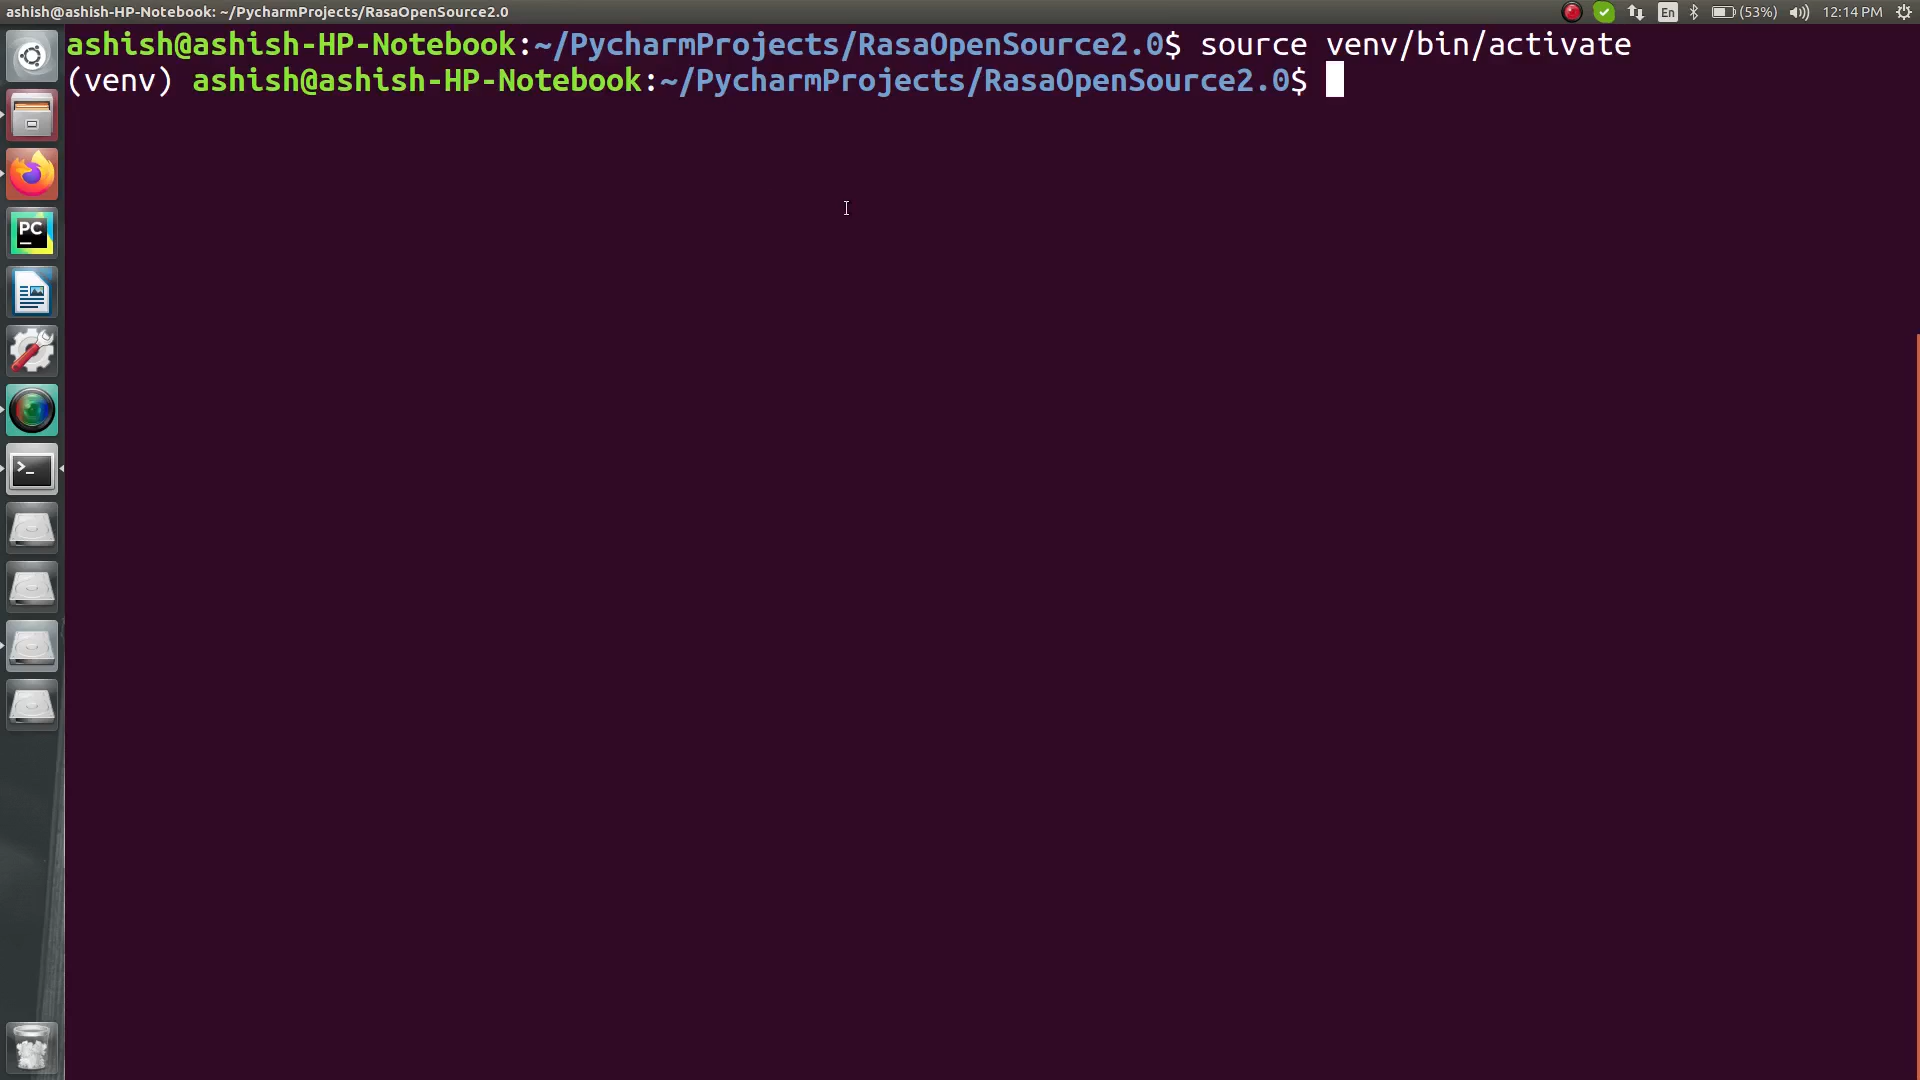 ashish@ashish-HP-Notebook: ~/PycharmProjects/RasaOpenSource2.0
En
(53%)
12:14 PM
ashish@ashish-HP-Notebook:~/PycharmProjects/RasaOpenSource2.0$ source venv/bin/activate
(venv) ashish@ashish-HP-Notebook:~/PycharmProjects/RasaOpenSource2.0$
PC
>_